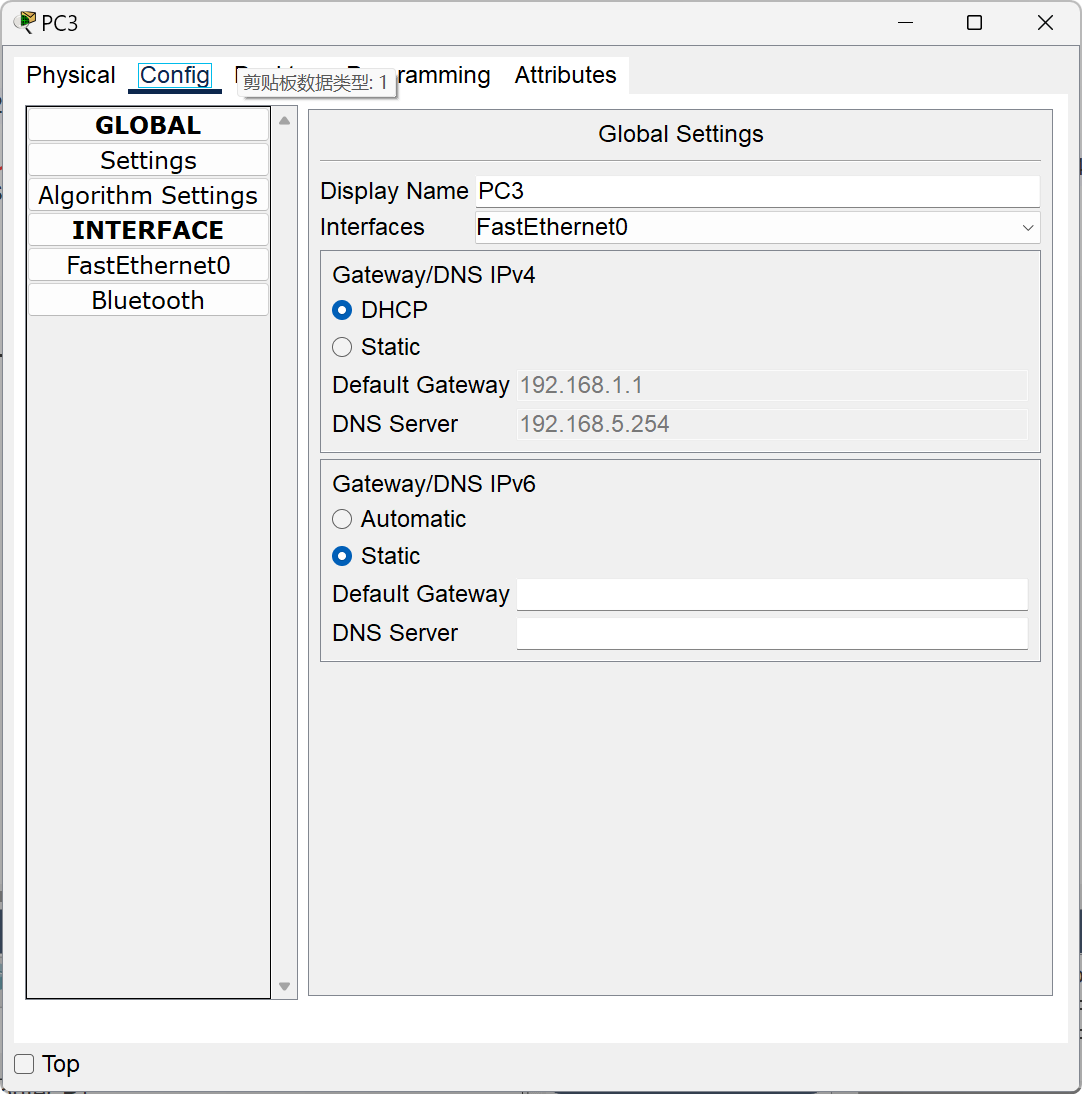 PC3
Physical Config ramming Attributes
剪贴板数据类型: 1
GLOBAL
Settings
Algorithm Settings
INTERFACE
FastEthernet0
Bluetooth
Global Settings
Display Name PC3
Interfaces FastEthernet0
Gateway/DNS IPv4
DHCP
Static
Default Gateway 192.168.1.1
DNS Server 192.168.5.254
Gateway/DNS IPv6
Automatic
Static
Default Gateway
DNS Server
Top